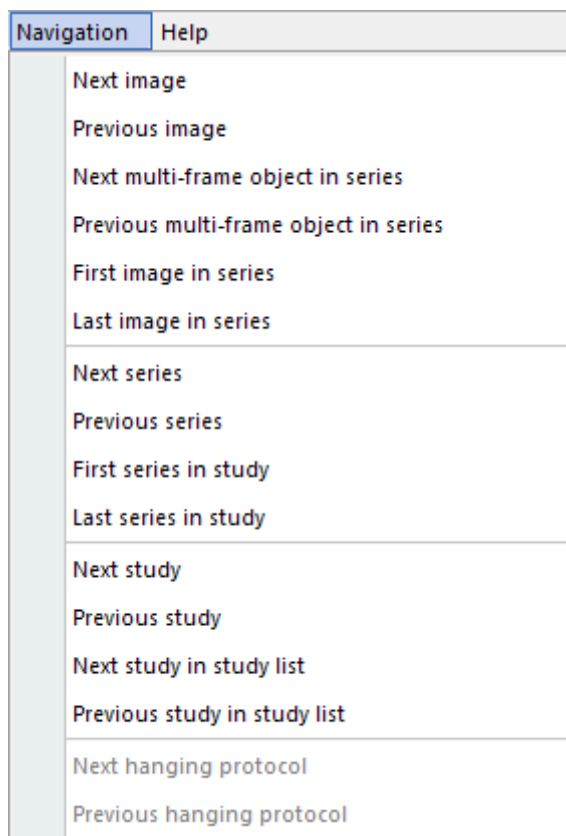 Navigation Help
Next image
Previous image
Next multi-frame object in series
Previous multi-frame object in series
First image in series
Last image in series
Next series
Previous series
First series in study
Last series in study
Next study
Previous study
Next study in study list
Previous study in study list
Next hanging protocol
Previous hanging protocol